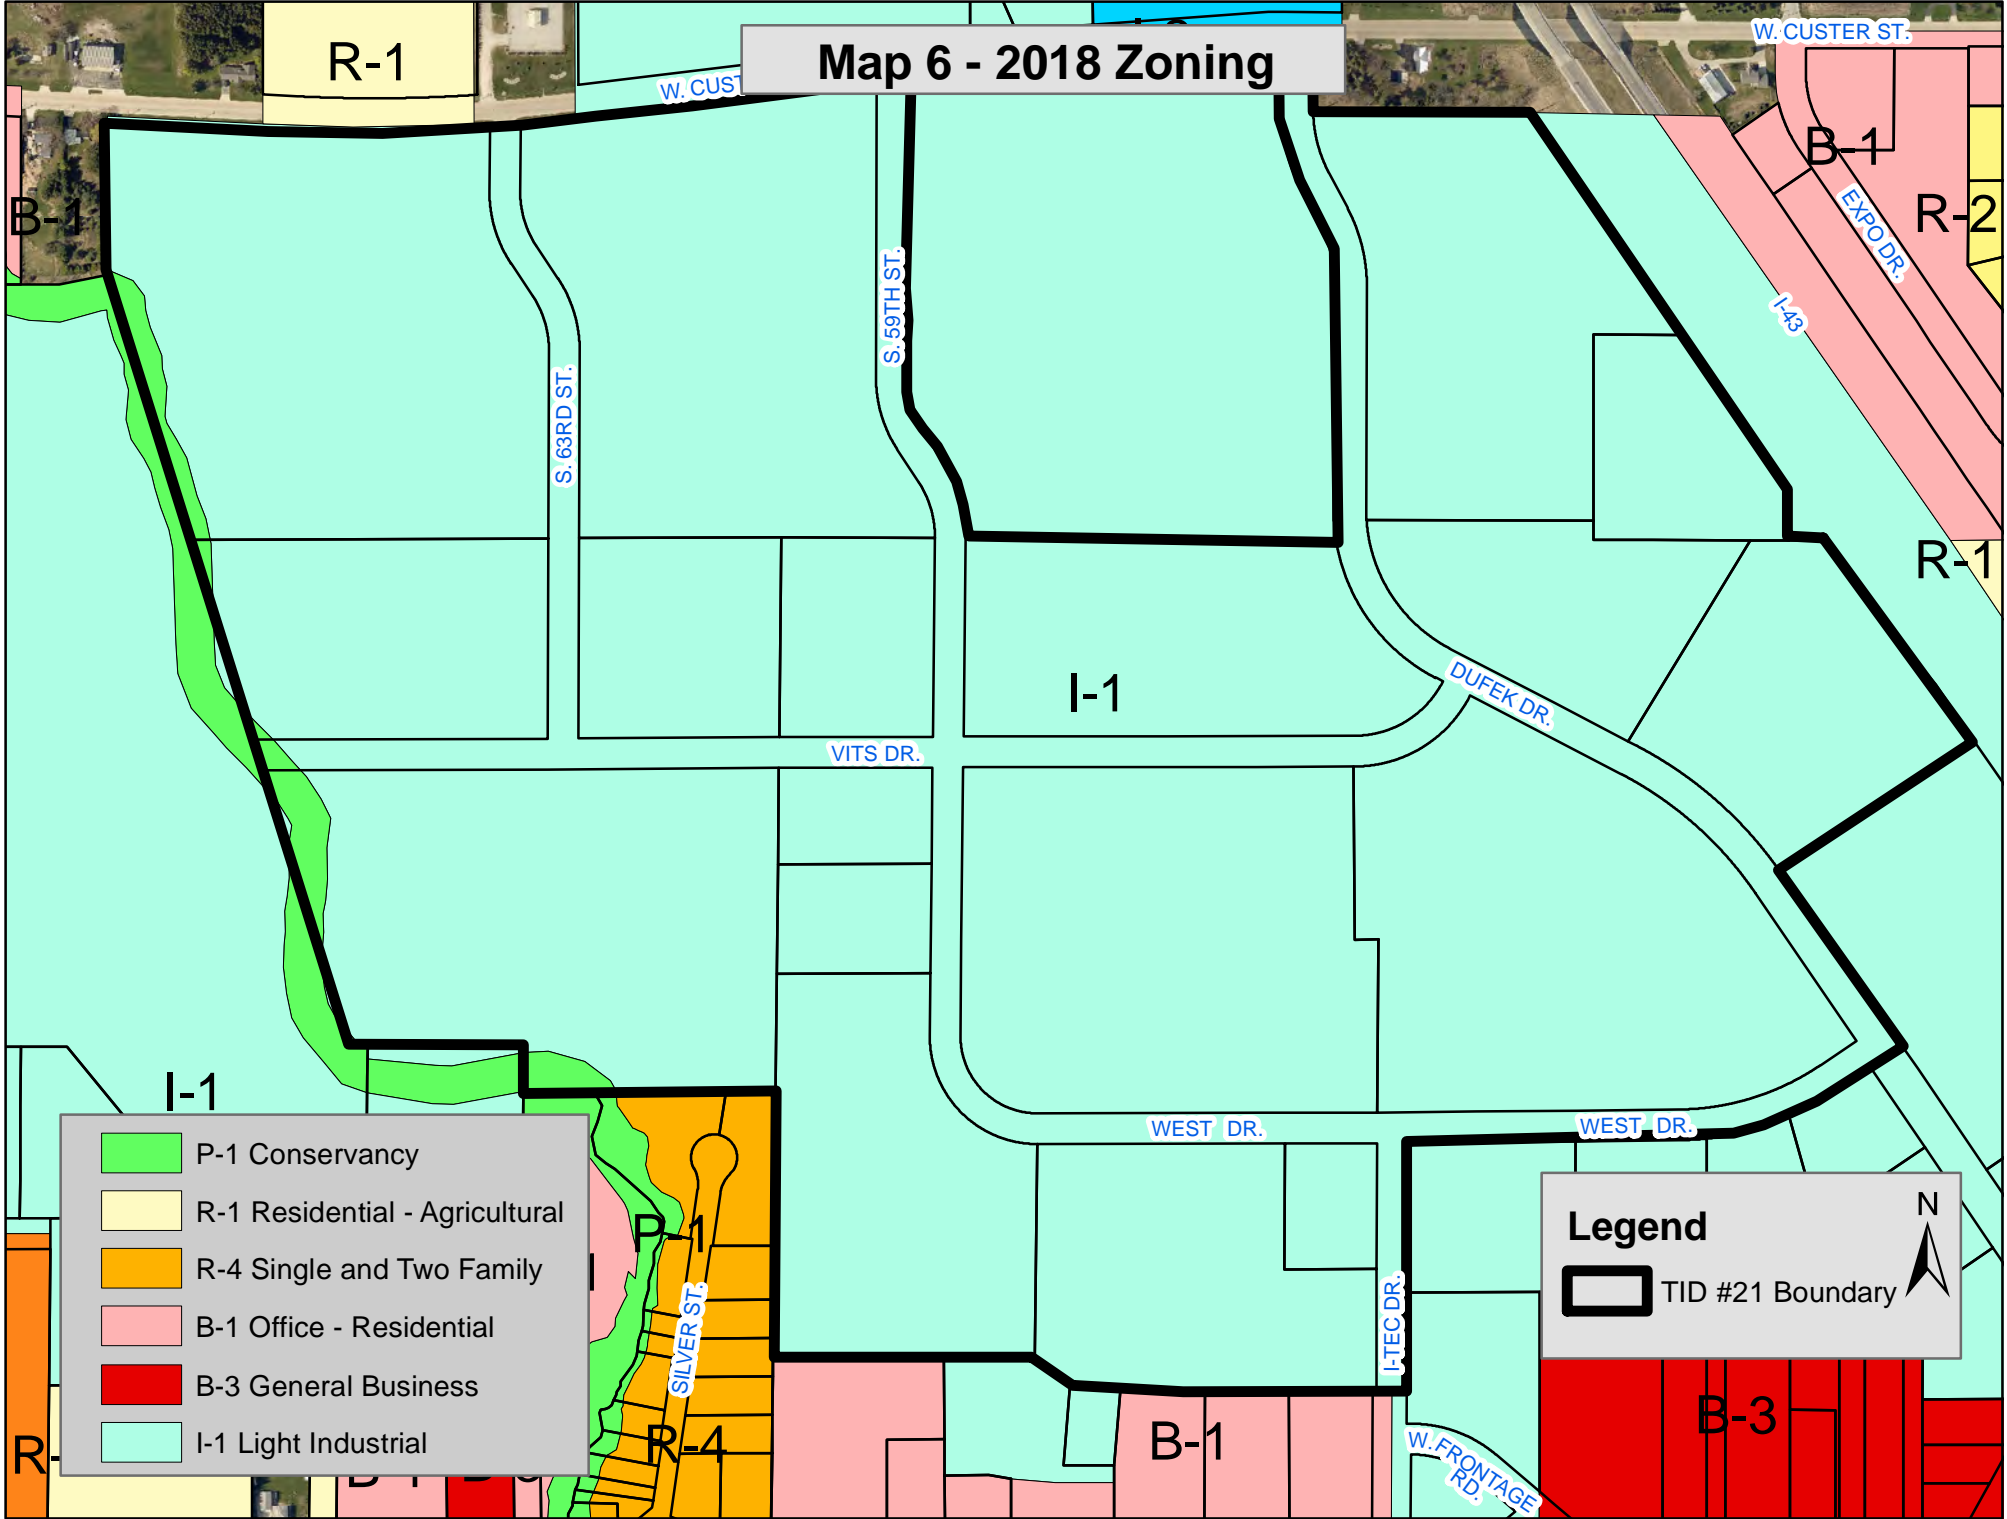 Map 6 - 2018 Zoning
W. CUSTER ST.
R-1
W. CUST
B-1
B-1
R-2
EXPO DR.
S. 59TH ST.
I-43
S. 63RD ST.
R-1
I-1
DUFEK DR.
VITS DR.
I-1
WEST DR.
WEST DR.
P-1 Conservancy
R-1 Residential - Agricultural
R-4 Single and Two Family
B-1 Office - Residential
B-3 General Business
I-1 Light Industrial
P-1
SILVER ST.
I-TEC DR.
Legend
N
TID #21 Boundary
R-4
B-1
B-3
W. FRONTAGE
RD.
R-